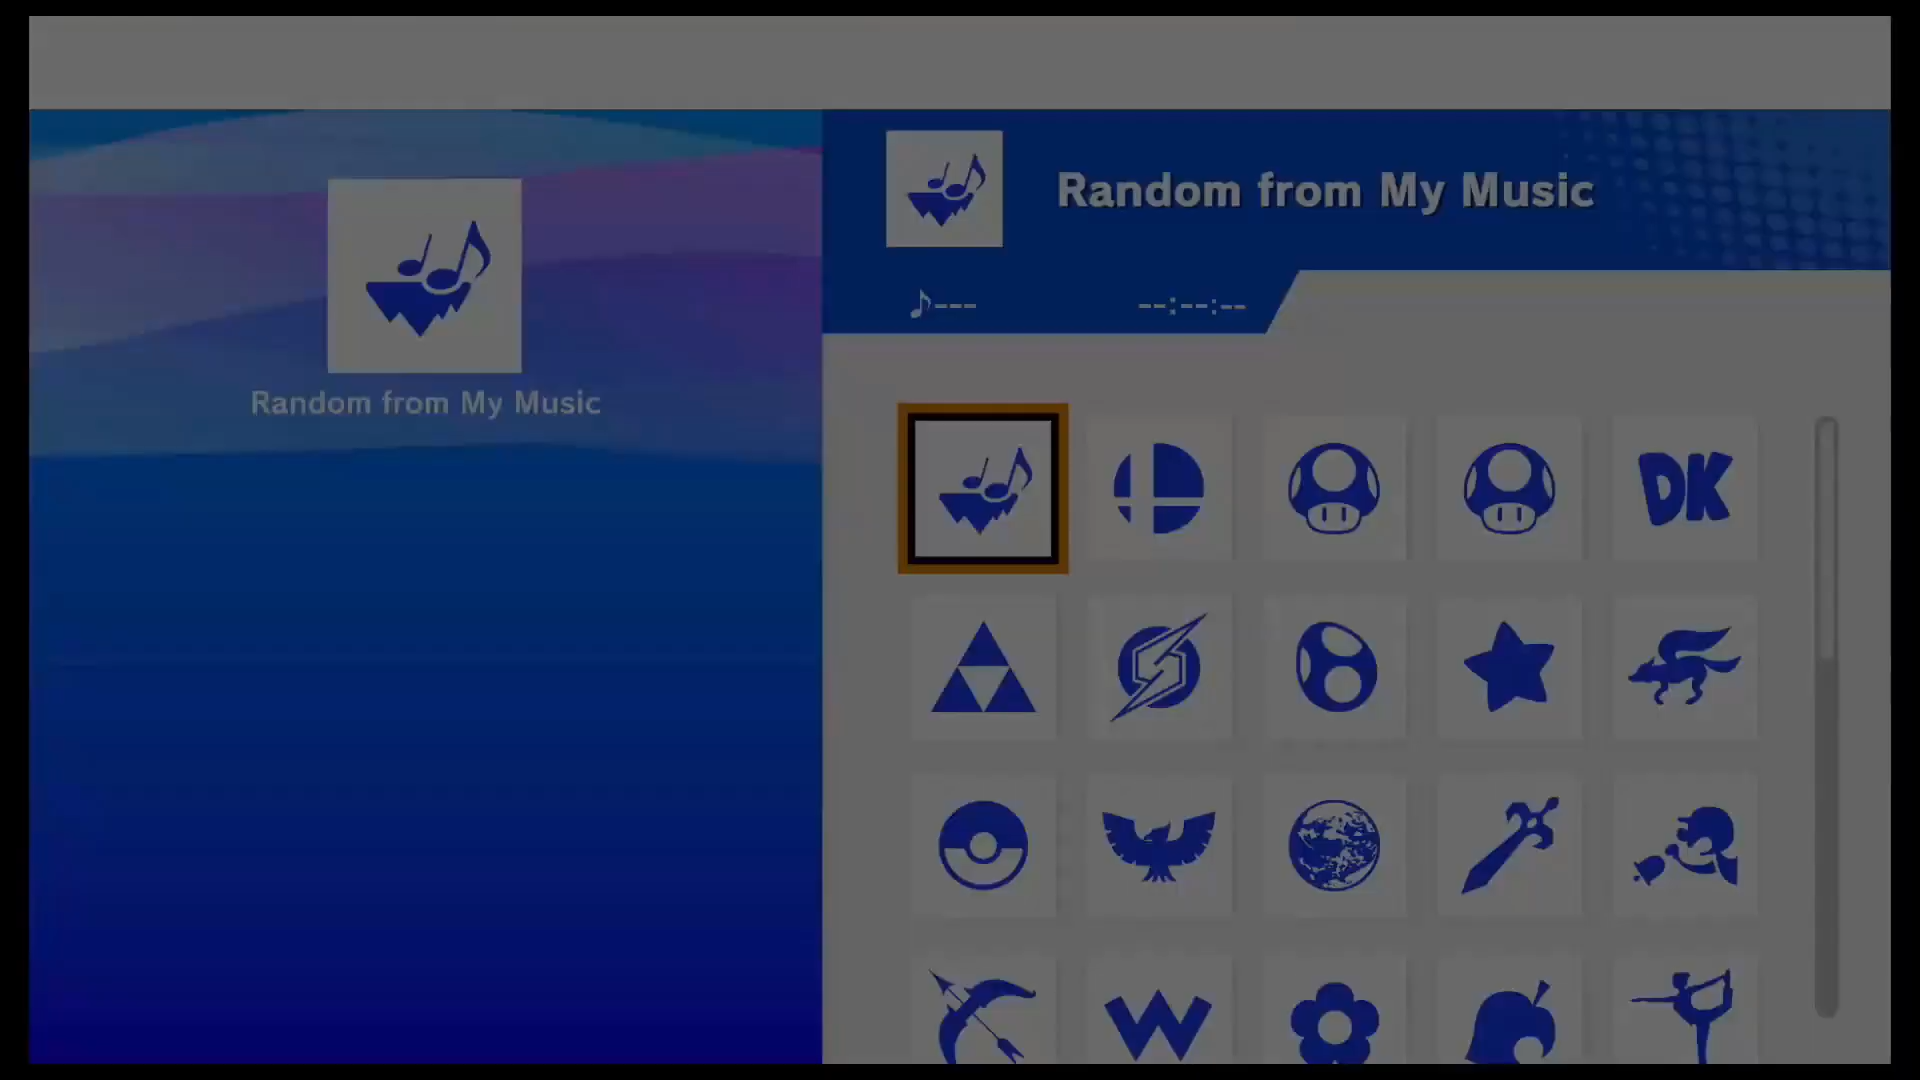 Random from My Music
Random from My Music
♪--- --:--:--
DK
W